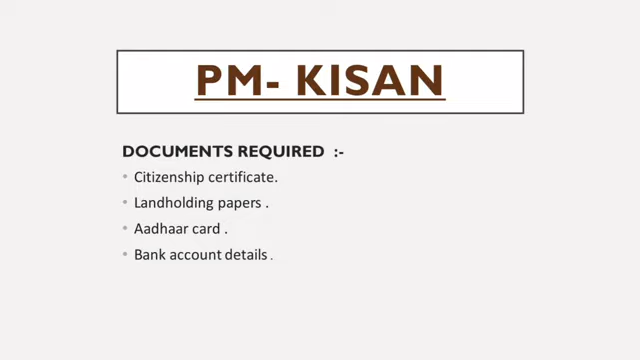 PM- KISAN
DOCUMENTS REQUIRED :-
• Citizenship certificate.
• Landholding papers .
• Aadhaar card .
• Bank account details .